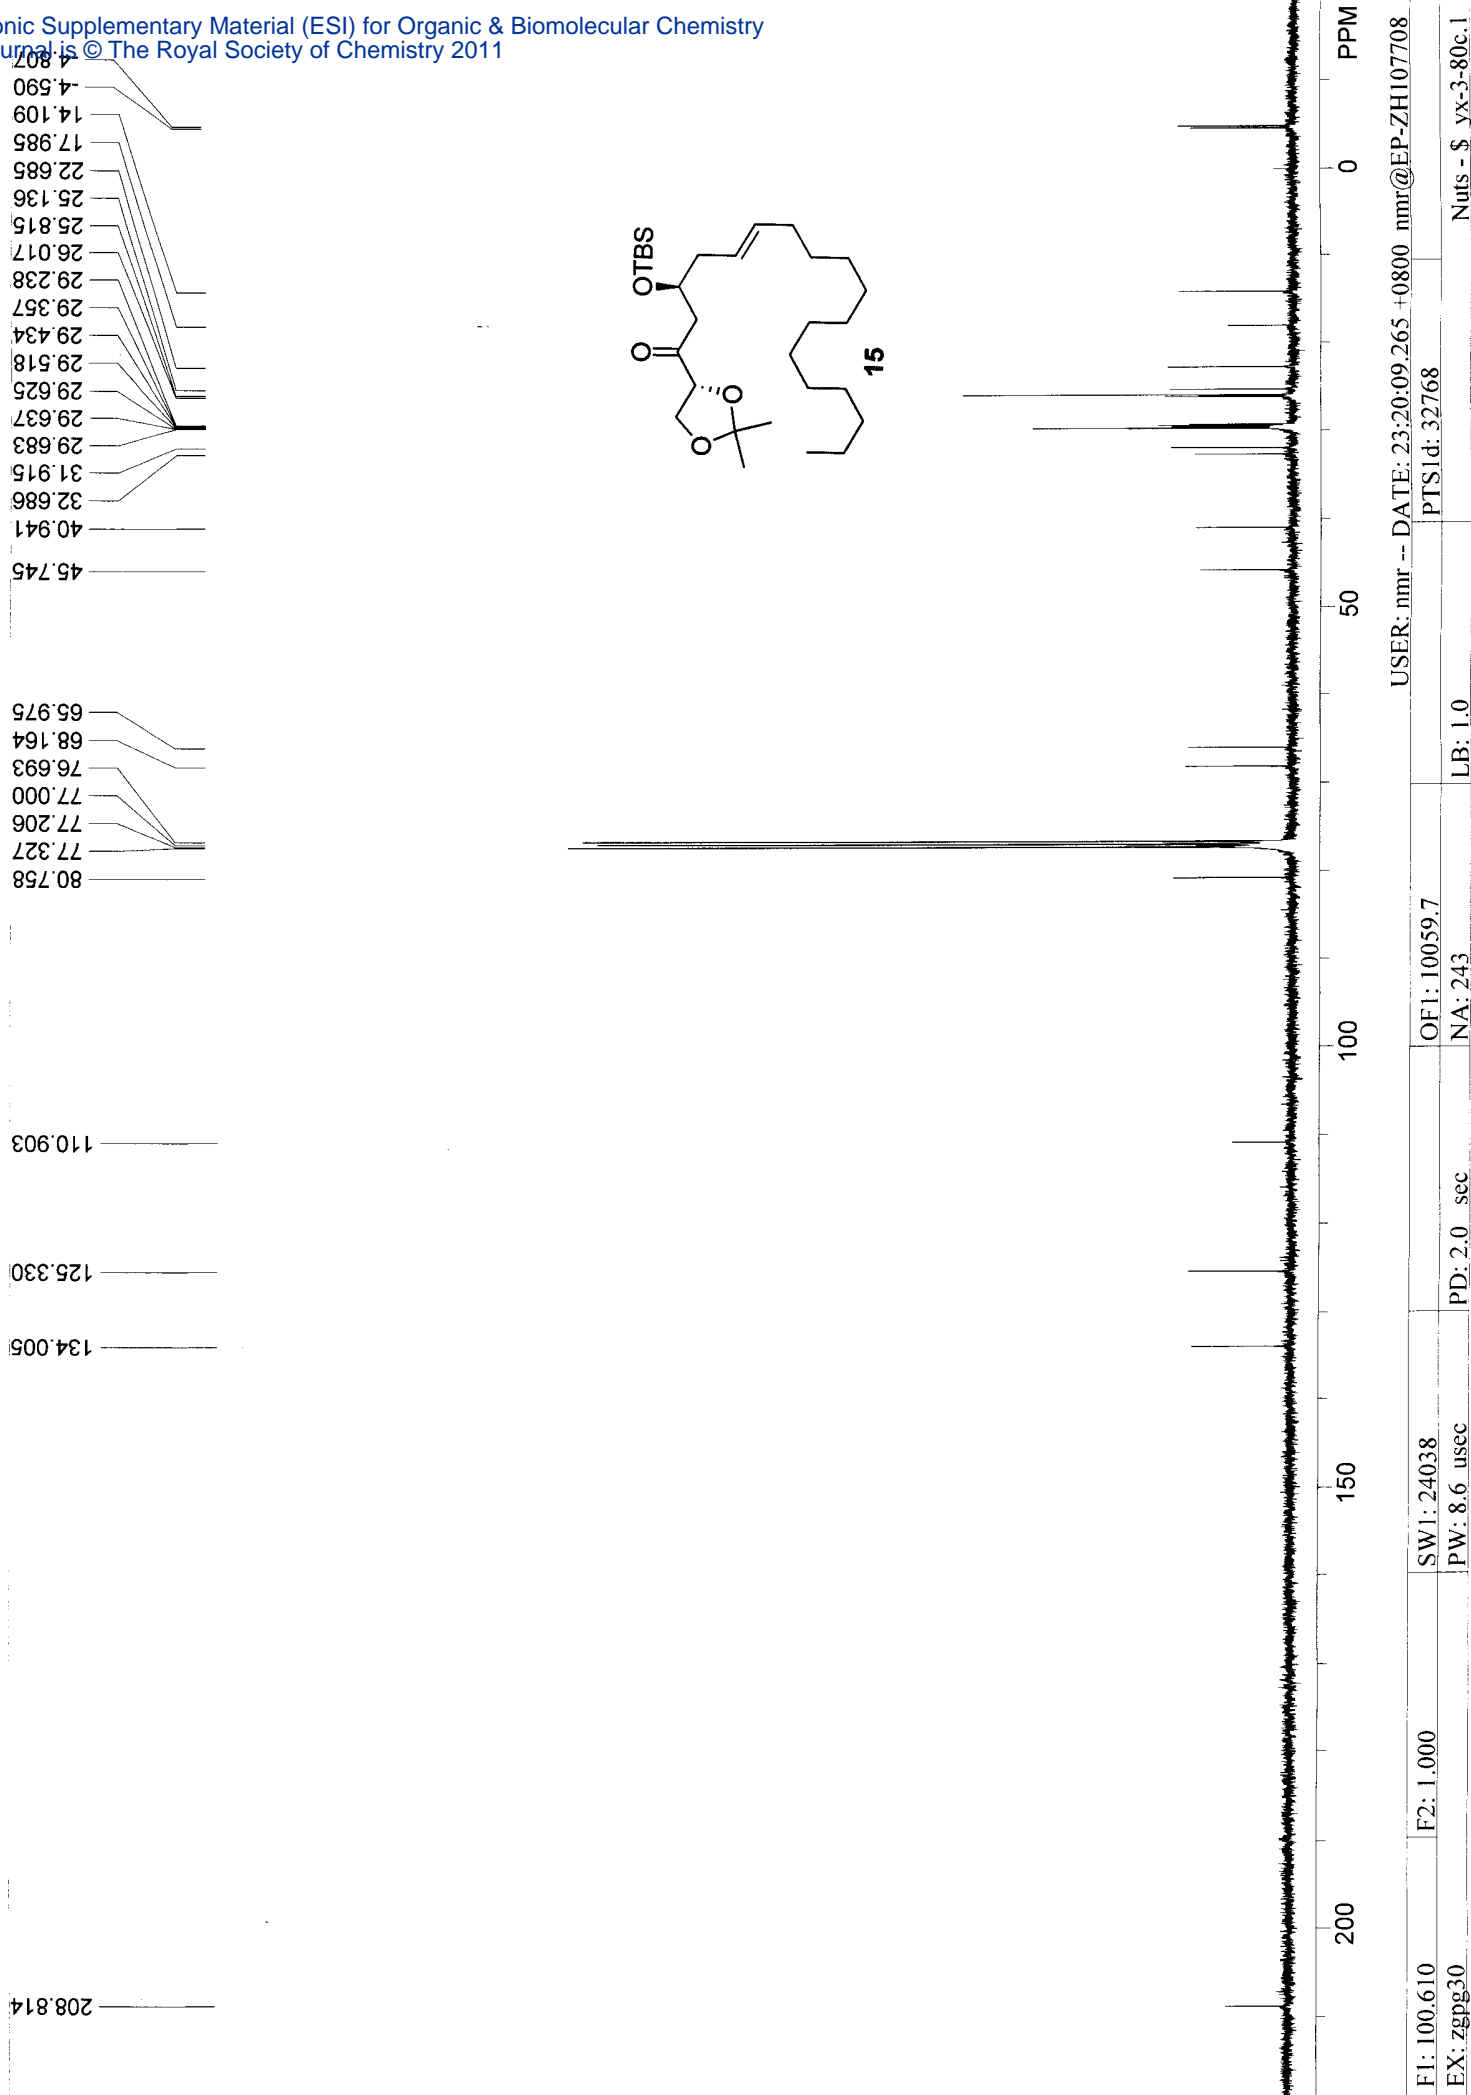 onic Supplementary Material (ESI) for Organic & Biomolecular Chemistry
urnal is © The Royal Society of Chemistry 2011
-4.807
-4.590
14.109
17.985
22.685
25.136
25.815
26.017
29.238
29.357
29.434
29.518
29.625
29.637
29.683
31.915
32.686
40.941
45.745
65.975
68.164
76.693
77.000
77.206
77.327
80.758
110.903
125.330
134.005
208.814
OTBS
O
O
O
15
200
150
100
50
0
PPM
USER: nmr -- DATE: 23:20:09.265 +0800 nmr@EP-ZH107708
F1: 100.610
F2: 1.000
SW1: 24038
OF1: 10059.7
PTS1d: 32768
EX: zgpg30
PW: 8.6 usec
PD: 2.0 sec
NA: 243
LB: 1.0
Nuts - $ yx-3-80c.1